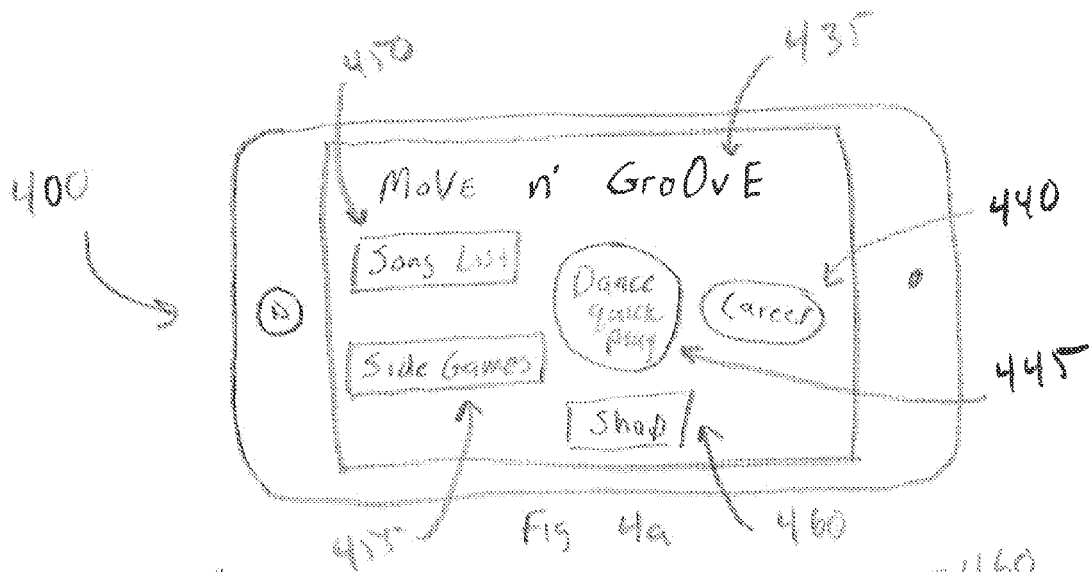 435
450
MoVE n' GroOvE
400
440
Song List
Dance
quick
play
Career
Side Games
445
Shop
455
Fig 4a
460
460